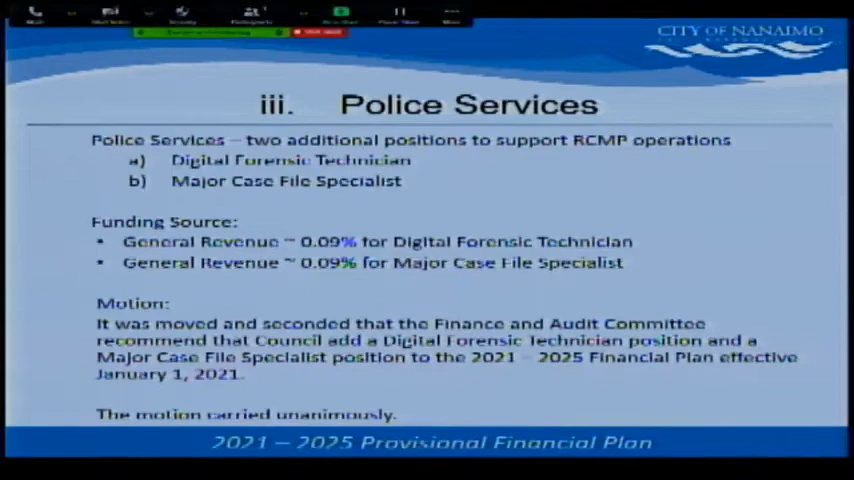 CITY OF NANAIMO
iii. Police Services
Police Services – two additional positions to support RCMP operations
a) Digital Forensic Technician
b) Major Case File Specialist
Funding Source:
• General Revenue ~ 0.09% for Digital Forensic Technician
• General Revenue ~ 0.09% for Major Case File Specialist
Motion:
It was moved and seconded that the Finance and Audit Committee
recommend that Council add a Digital Forensic Technician position and a
Major Case File Specialist position to the 2021 – 2025 Financial Plan effective
January 1, 2021.
The motion carried unanimously.
2021 – 2025 Provisional Financial Plan